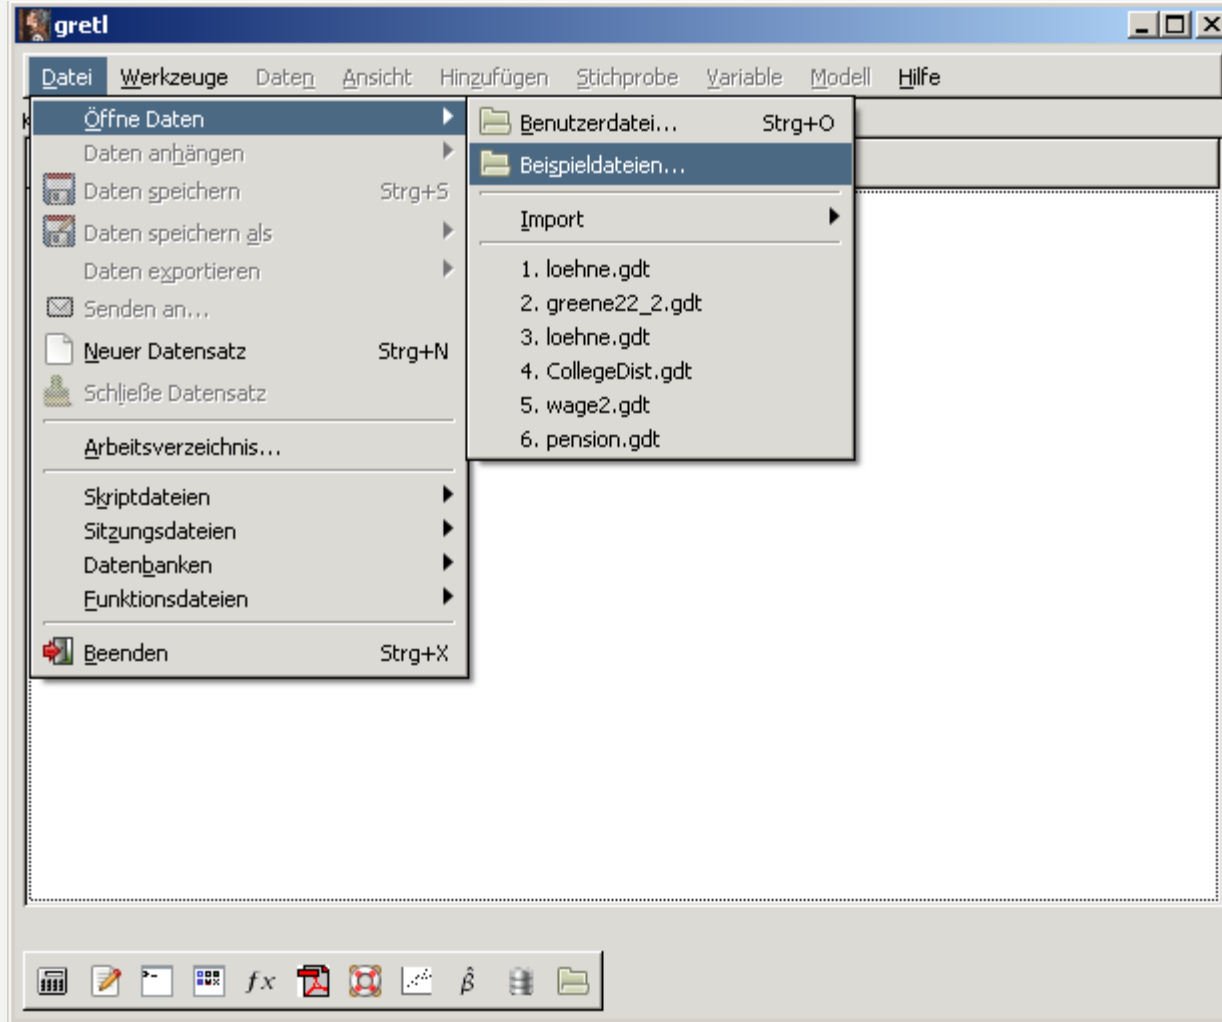 gretl
Datei Werkzeuge Daten Ansicht Hinzufügen Stichprobe Variable Modell Hilfe
Öffne Daten
Daten anhängen
Daten speichern Strg+S
Daten speichern als
Daten exportieren
Senden an...
Neuer Datensatz Strg+N
Schließe Datensatz
Arbeitsverzeichnis...
Skriptdateien
Sitzungsdateien
Datenbanken
Funktionsdateien
Beenden Strg+X
Benutzerdatei... Strg+O
Beispieldateien...
Import
1. loehne.gdt
2. greene22_2.gdt
3. loehne.gdt
4. CollegeDist.gdt
5. wage2.gdt
6. pension.gdt
fx β̂